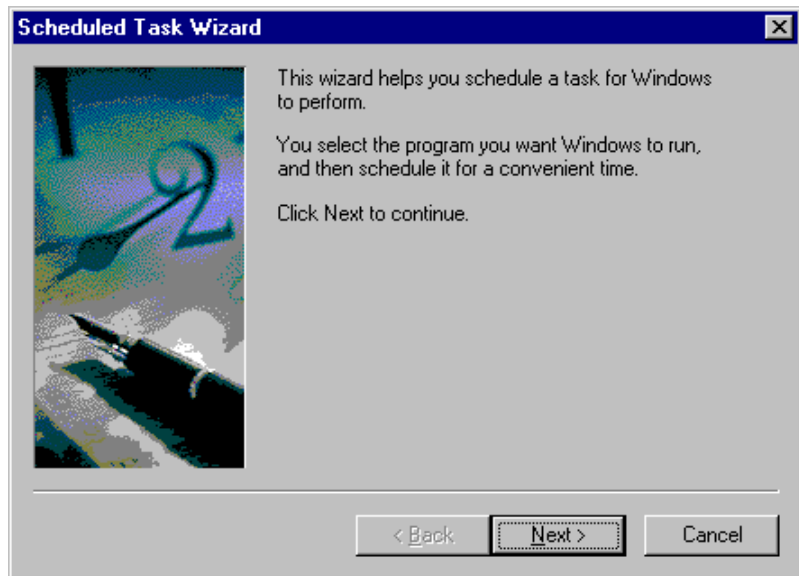 Scheduled Task Wizard
This wizard helps you schedule a task for Windows
to perform.
You select the program you want Windows to run,
and then schedule it for a convenient time.
Click Next to continue.
2
< Back
Next >
Cancel